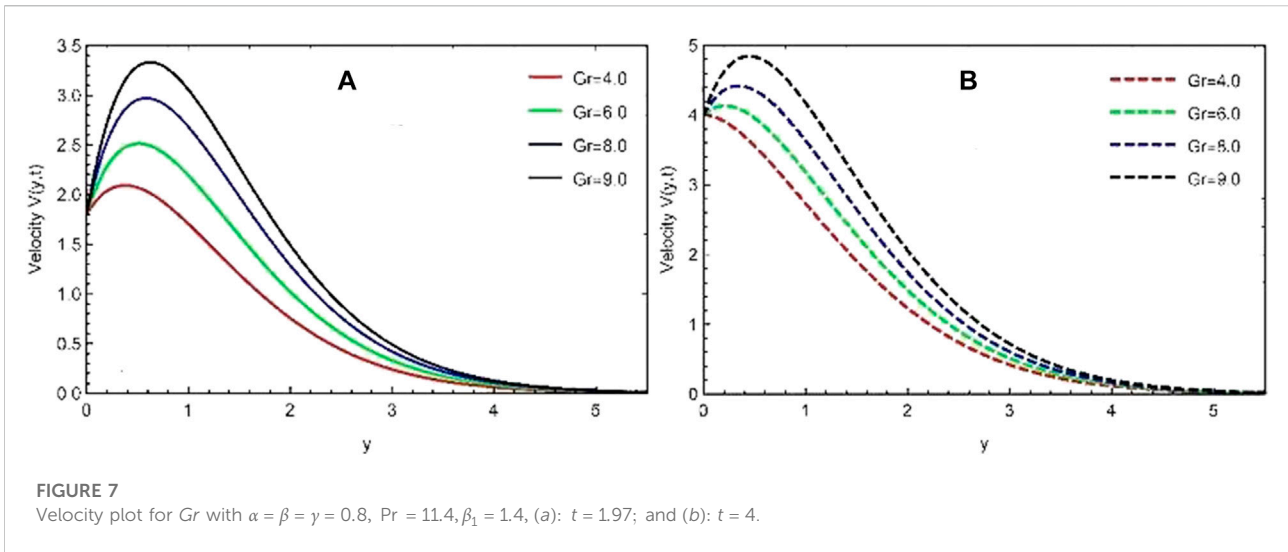 A
3.5
3.0
2.5
2.0
1.5
1.0
0.5
0.0
0
1
2
3
4
5
Velocity V(y,t)
y
Gr=4.0
Gr=6.0
Gr=8.0
Gr=9.0
B
5
4
3
2
1
0
0
1
2
3
4
5
Velocity V(y,t)
y
Gr=4.0
Gr=6.0
Gr=8.0
Gr=9.0
FIGURE 7
Velocity plot for Gr with α = β = γ = 0.8, Pr = 11.4, β₁ = 1.4, (a): t = 1.97; and (b): t = 4.